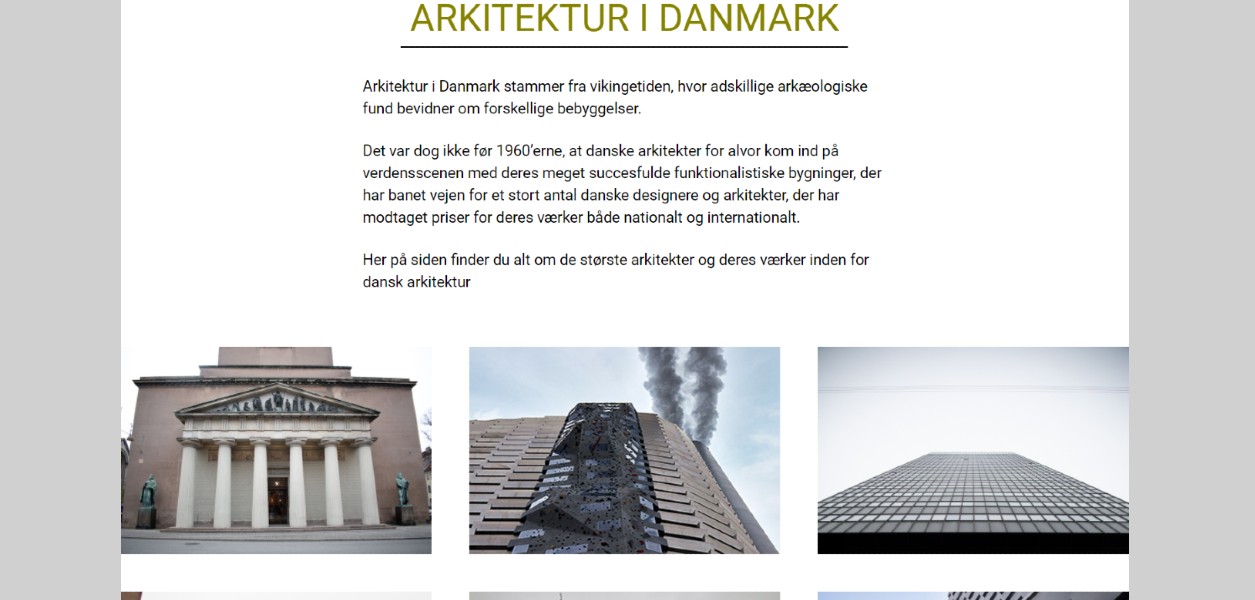 ARKITEKTUR I DANMARK
Arkitektur i Danmark stammer fra vikingetiden, hvor adskillige arkæologiske
fund bevidner om forskellige bebyggelser.
Det var dog ikke før 1960'erne, at danske arkitekter for alvor kom ind på
verdensscenen med deres meget succesfulde funktionalistiske bygninger, der
har banet vejen for et stort antal danske designere og arkitekter, der har
modtaget priser for deres værker både nationalt og internationalt.
Her på siden finder du alt om de største arkitekter og deres værker inden for
dansk arkitektur